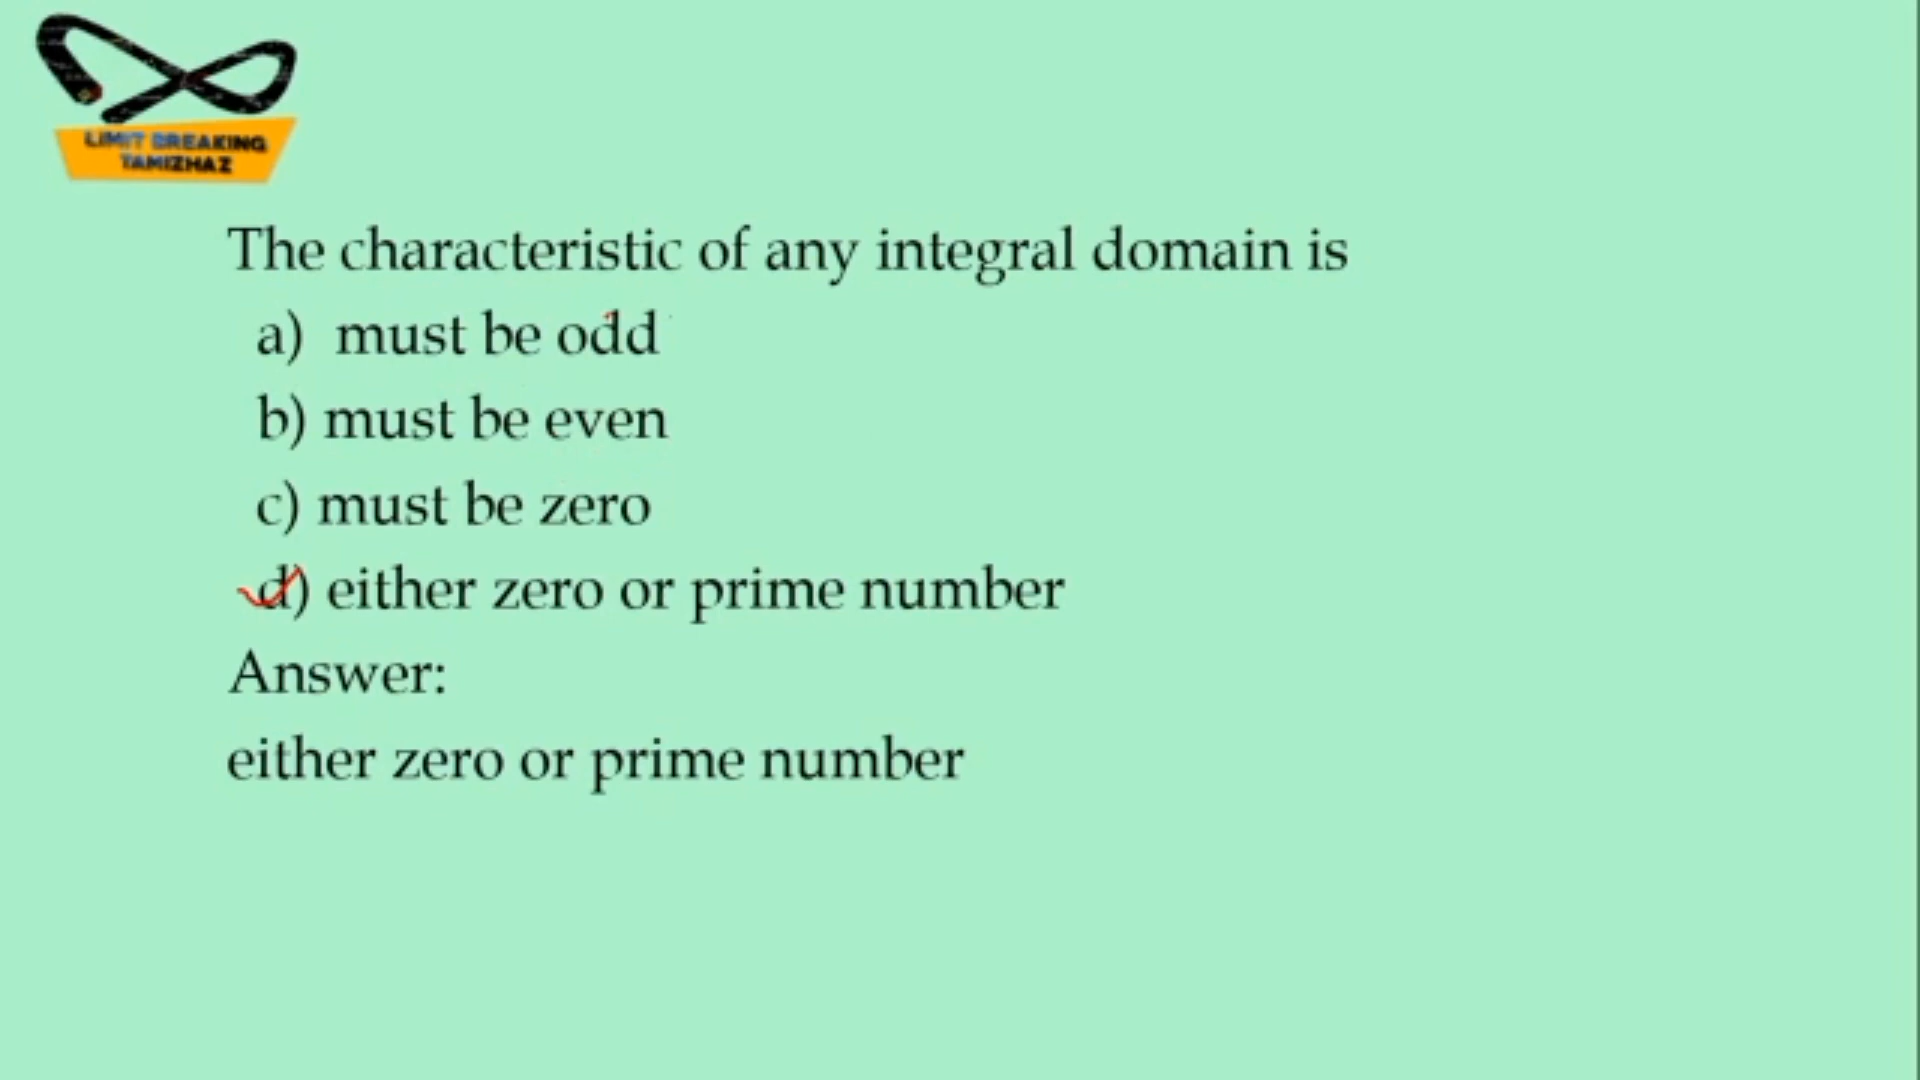 LIMIT BREAKING
TAMIZHAZ
The characteristic of any integral domain is
a) must be odd
b) must be even
c) must be zero
d) either zero or prime number
Answer:
either zero or prime number